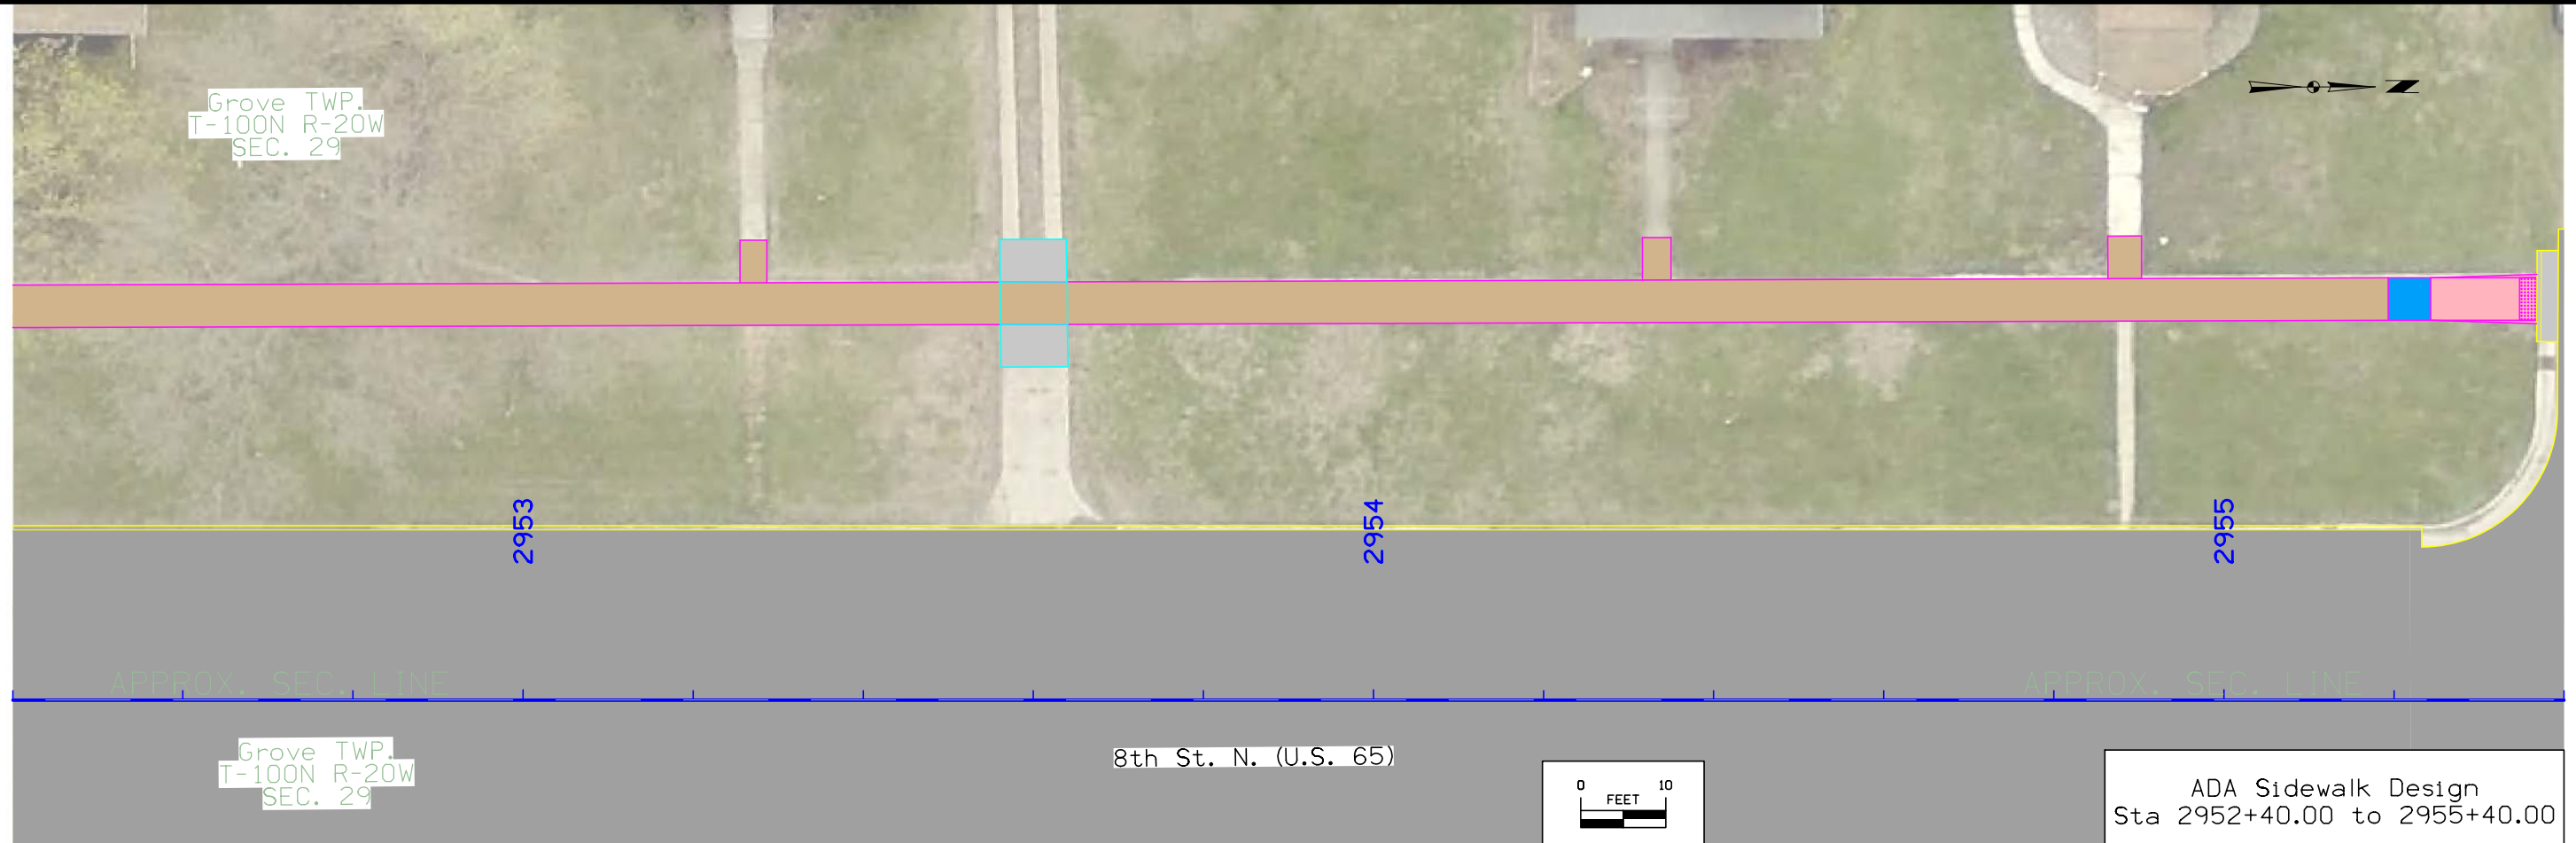 Grove TWP.
T-100N R-20W
SEC. 29
N
2953
2954
2955
APPROX. SEC. LINE
APPROX. SEC. LINE
Grove TWP.
T-100N R-20W
SEC. 29
8th St. N. (U.S. 65)
0 10
FEET
ADA Sidewalk Design
Sta 2952+40.00 to 2955+40.00